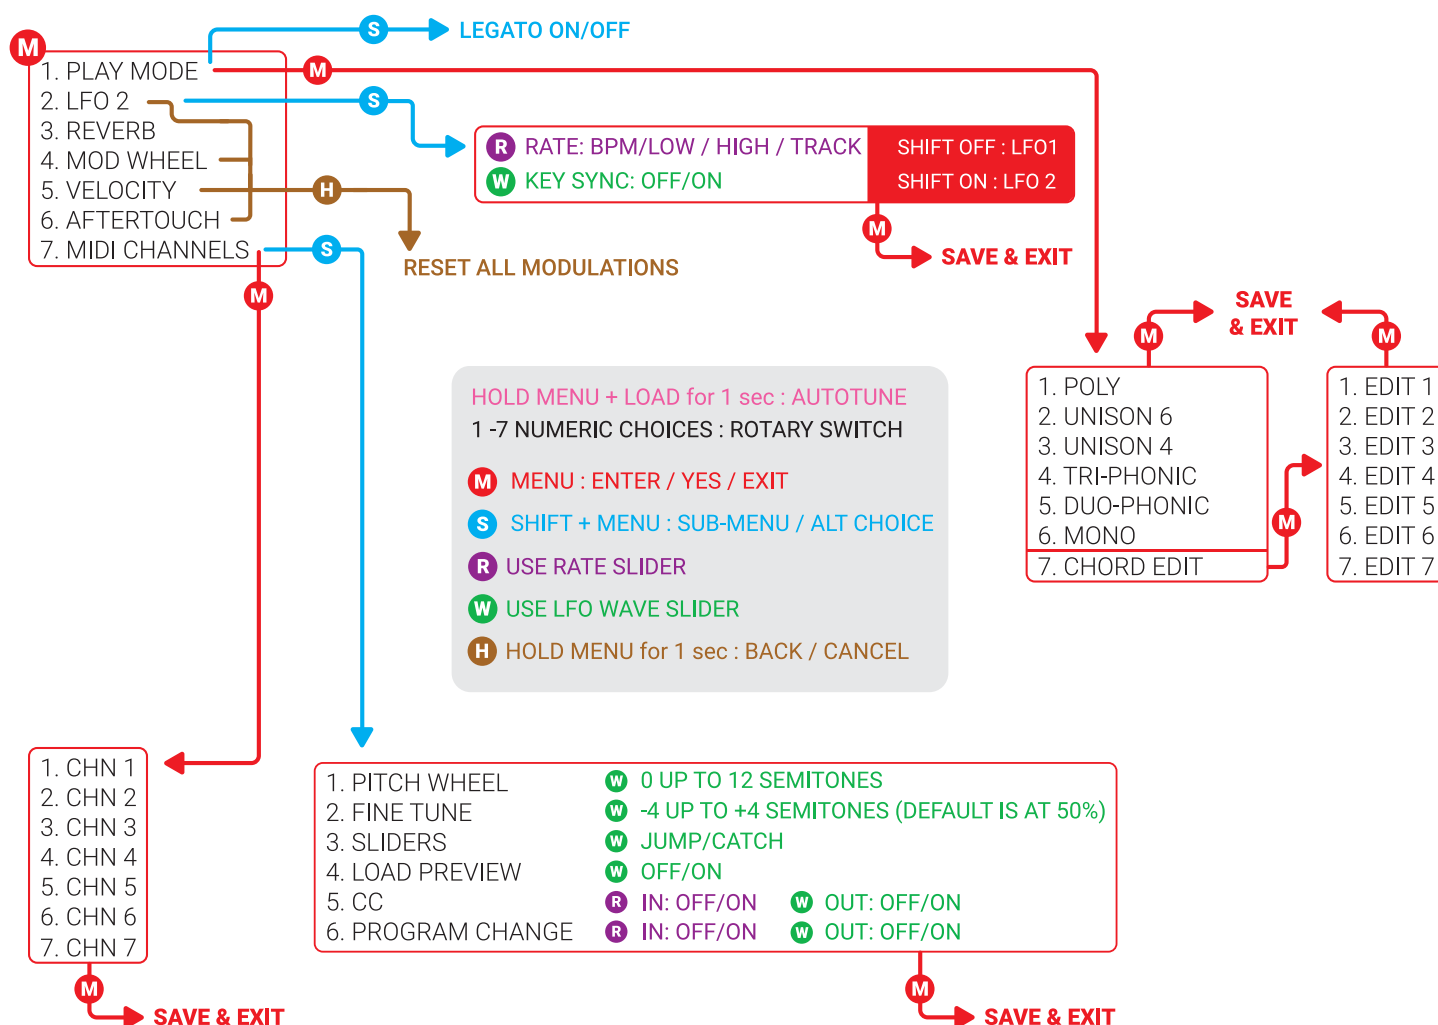 S LEGATO ON/OFF
M
1. PLAY MODE
M
2. LFO 2
S
3. REVERB
4. MOD WHEEL
5. VELOCITY
H
6. AFTERTOUCH
7. MIDI CHANNELS
S
M
RESET ALL MODULATIONS
R RATE: BPM/LOW / HIGH / TRACK SHIFT OFF : LFO1
W KEY SYNC: OFF/ON SHIFT ON : LFO 2
M
SAVE & EXIT
SAVE
& EXIT
M
M
1. POLY
2. UNISON 6
3. UNISON 4
4. TRI-PHONIC
5. DUO-PHONIC
6. MONO
7. CHORD EDIT
M
1. EDIT 1
2. EDIT 2
3. EDIT 3
4. EDIT 4
5. EDIT 5
6. EDIT 6
7. EDIT 7
HOLD MENU + LOAD for 1 sec : AUTOTUNE
1 -7 NUMERIC CHOICES : ROTARY SWITCH
M MENU : ENTER / YES / EXIT
S SHIFT + MENU : SUB-MENU / ALT CHOICE
R USE RATE SLIDER
W USE LFO WAVE SLIDER
H HOLD MENU for 1 sec : BACK / CANCEL
1. CHN 1
2. CHN 2
3. CHN 3
4. CHN 4
5. CHN 5
6. CHN 6
7. CHN 7
M
SAVE & EXIT
1. PITCH WHEEL W 0 UP TO 12 SEMITONES
2. FINE TUNE W -4 UP TO +4 SEMITONES (DEFAULT IS AT 50%)
3. SLIDERS W JUMP/CATCH
4. LOAD PREVIEW W OFF/ON
5. CC R IN: OFF/ON W OUT: OFF/ON
6. PROGRAM CHANGE R IN: OFF/ON W OUT: OFF/ON
M
SAVE & EXIT